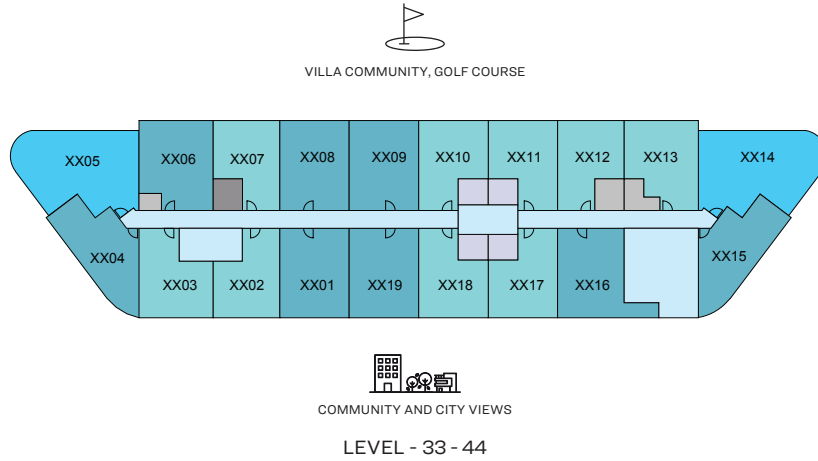 VILLA COMMUNITY, GOLF COURSE
XX05
XX06
XX07
XX08
XX09
XX10
XX11
XX12
XX13
XX14
XX04
XX03
XX02
XX01
XX19
XX18
XX17
XX16
XX15
COMMUNITY AND CITY VIEWS
LEVEL - 33 - 44